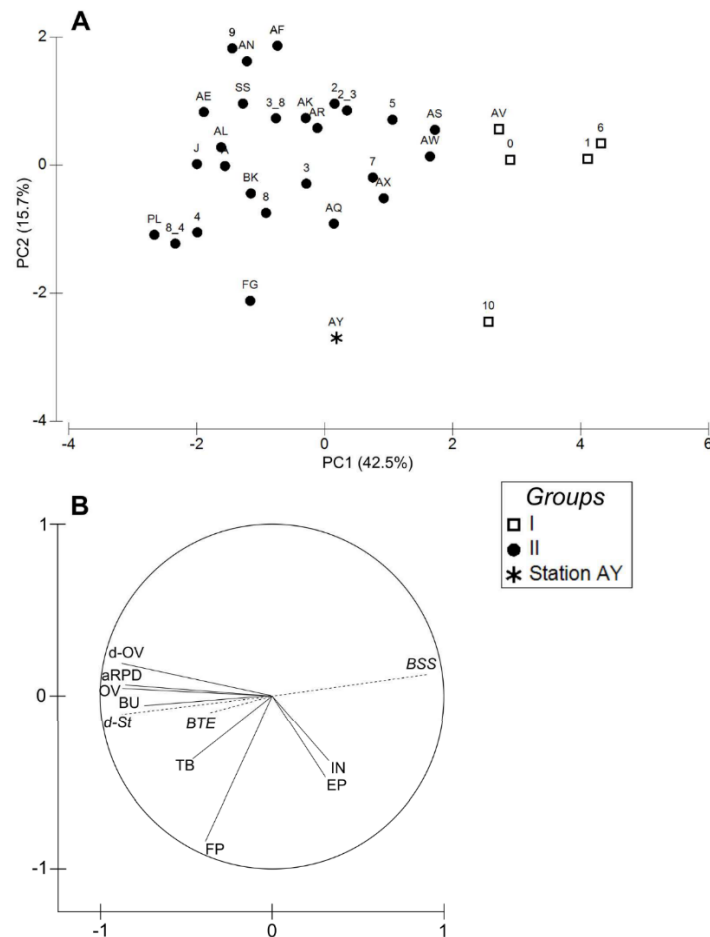 A
2
0
-2
-4
PC2 (15.7%)
9
AN
AF
AE
SS
3_8
AK
AR
2
2_3
5
AS
AV
0
1
6
AL
J
A
BK
8
3
7
AX
AW
AQ
PL
8_4
4
FG
AY
10
-4
-2
0
2
4
6
PC1 (42.5%)
B
Groups
I
II
Station AY
1
0
-1
d-OV
aRPD
OV
BU
d-St
BTE
TB
FP
BSS
IN
EP
-1
0
1